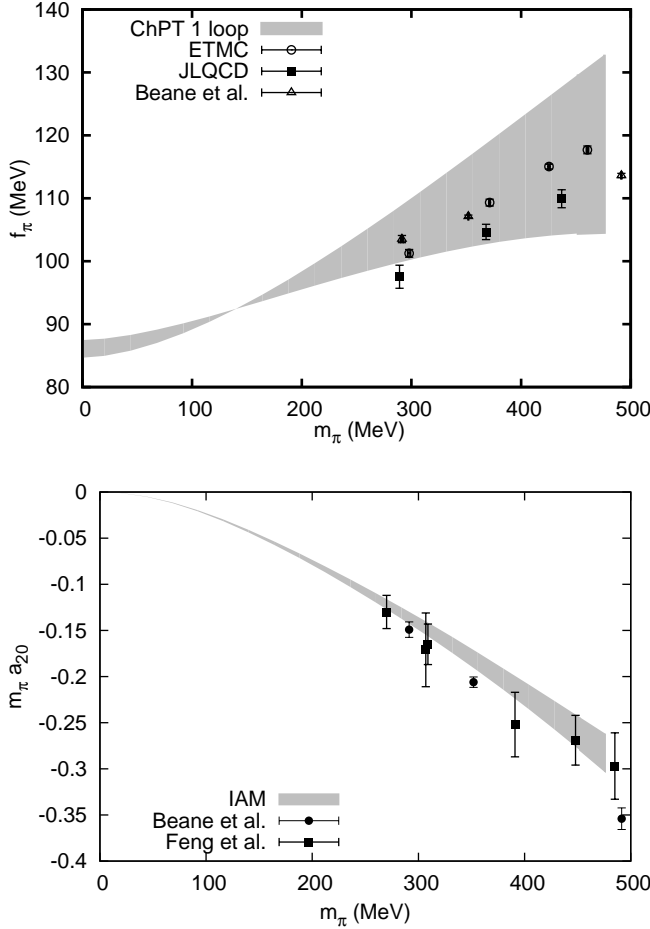 140
130
120
110
100
90
80
f_π (MeV)
ChPT 1 loop
ETMC
JLQCD
Beane et al.
0 100 200 300 400 500
m_π (MeV)
0
-0.05
-0.1
-0.15
-0.2
-0.25
-0.3
-0.35
-0.4
m_π a_20
IAM
Beane et al.
Feng et al.
0 100 200 300 400 500
m_π (MeV)